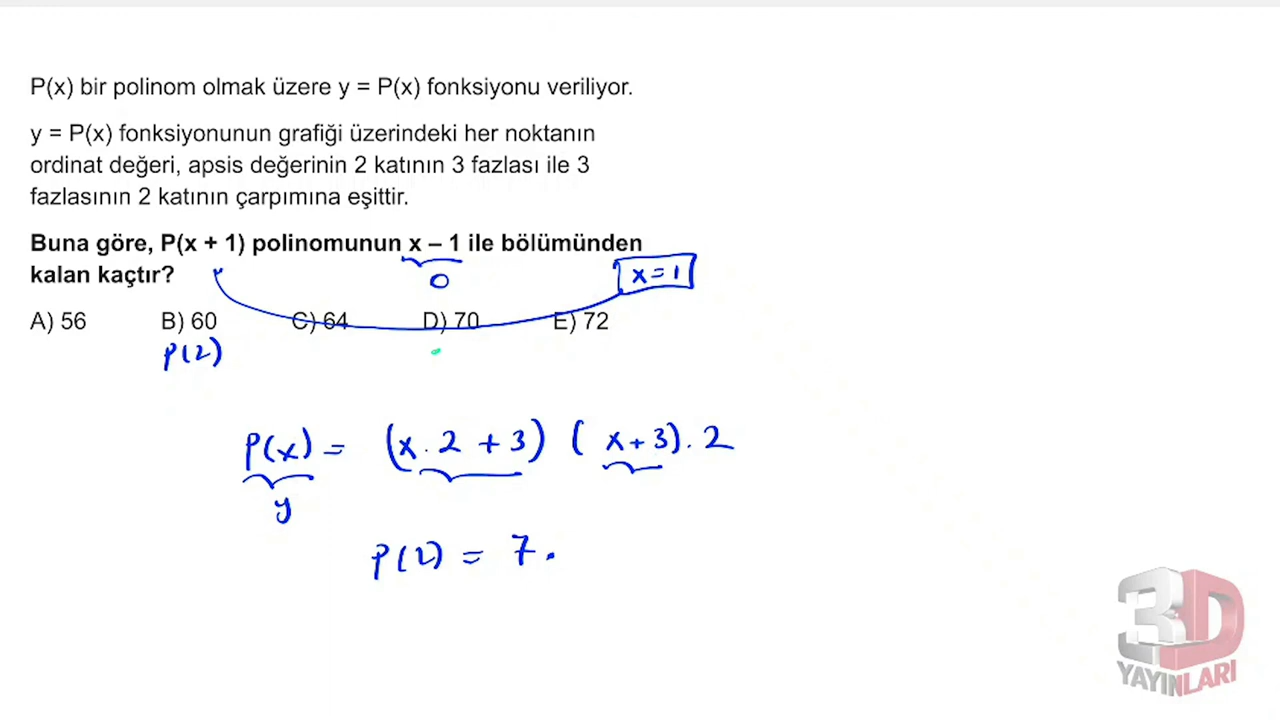 P(x) bir polinom olmak üzere y = P(x) fonksiyonu veriliyor.
y = P(x) fonksiyonunun grafiği üzerindeki her noktanın
ordinat değeri, apsis değerinin 2 katının 3 fazlası ile 3
fazlasının 2 katının çarpımına eşittir.
Buna göre, P(x + 1) polinomunun x – 1 ile bölümünden
kalan kaçtır?
0
x=1
A) 56 B) 60 C) 64 D) 70 E) 72
P(2)
P(x) = (x.2 + 3) (x+3).2
y
P(2) = 7.
3D
YAYINLARI